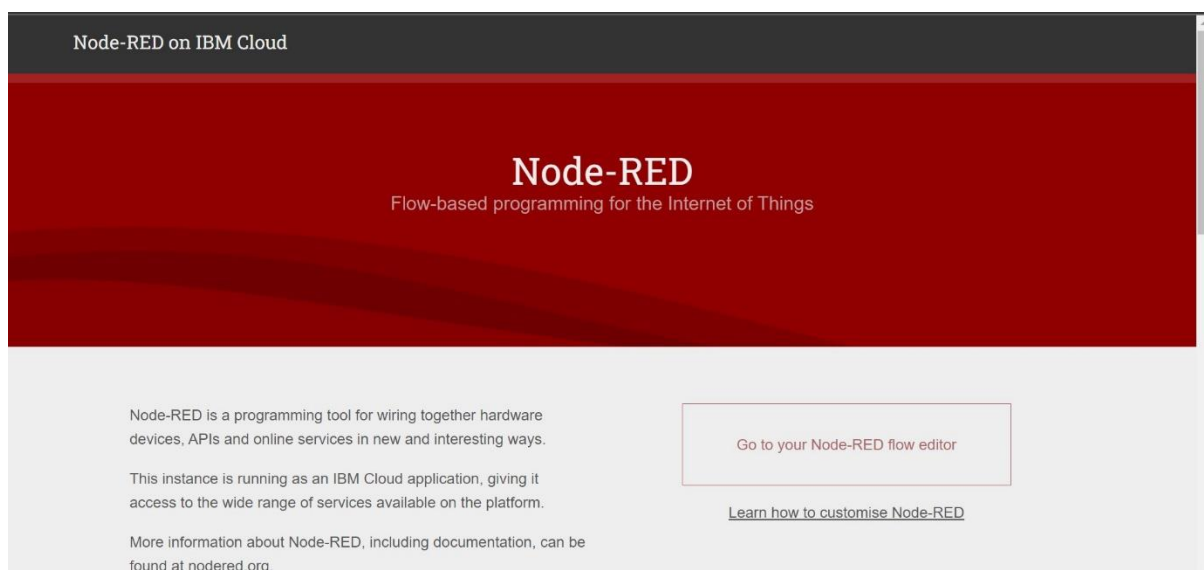 Node-RED on IBM Cloud
Node-RED
Flow-based programming for the Internet of Things
Node-RED is a programming tool for wiring together hardware
devices, APIs and online services in new and interesting ways.
This instance is running as an IBM Cloud application, giving it
access to the wide range of services available on the platform.
More information about Node-RED, including documentation, can be
found at nodered.org.
Go to your Node-RED flow editor
Learn how to customise Node-RED